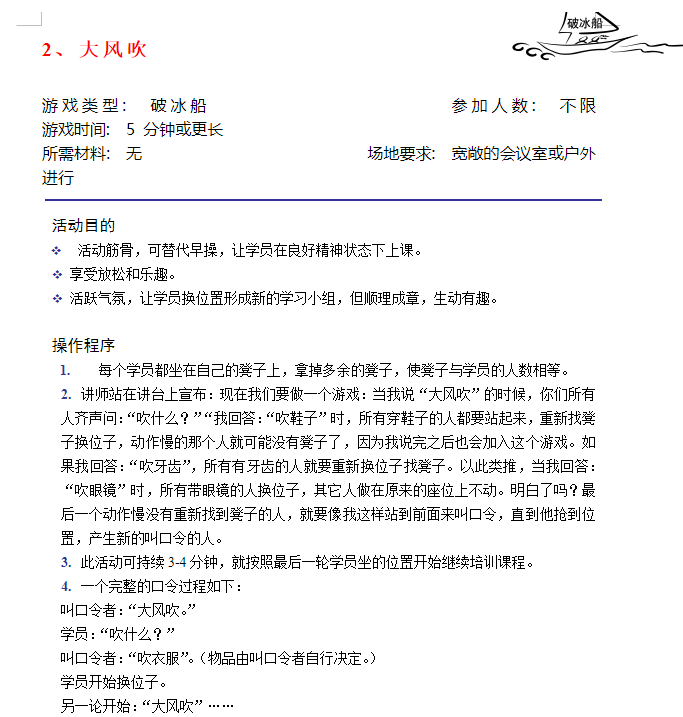 破冰船
2、大风吹
游戏类型： 破冰船 参加人数： 不限
游戏时间： 5 分钟或更长
所需材料： 无 场地要求： 宽敞的会议室或户外
进行
活动目的
❖ 活动筋骨，可替代早操，让学员在良好精神状态下上课。
❖ 享受放松和乐趣。
❖ 活跃气氛，让学员换位置形成新的学习小组，但顺理成章，生动有趣。
操作程序
1. 每个学员都坐在自己的凳子上，拿掉多余的凳子，使凳子与学员的人数相等。
2. 讲师站在讲台上宣布：现在我们要做一个游戏：当我说“大风吹”的时候，你们所有
人齐声问：“吹什么？”“我回答：“吹鞋子”时，所有穿鞋子的人都要站起来，重新找凳
子换位子，动作慢的那个人就可能没有凳子了，因为我说完之后也会加入这个游戏。如
果我回答：“吹牙齿”，所有有牙齿的人就要重新换位子找凳子。以此类推，当我回答：
“吹眼镜”时，所有带眼镜的人换位子，其它人做在原来的座位上不动。明白了吗？最
后一个动作慢没有重新找到凳子的人，就要像我这样站到前面来叫口令，直到他抢到位
置，产生新的叫口令的人。
3. 此活动可持续 3-4 分钟，就按照最后一轮学员坐的位置开始继续培训课程。
4. 一个完整的口令过程如下：
叫口令者：“大风吹。”
学员：“吹什么？”
叫口令者：“吹衣服”。（物品由叫口令者自行决定。）
学员开始换位子。
另一论开始：“大风吹”……